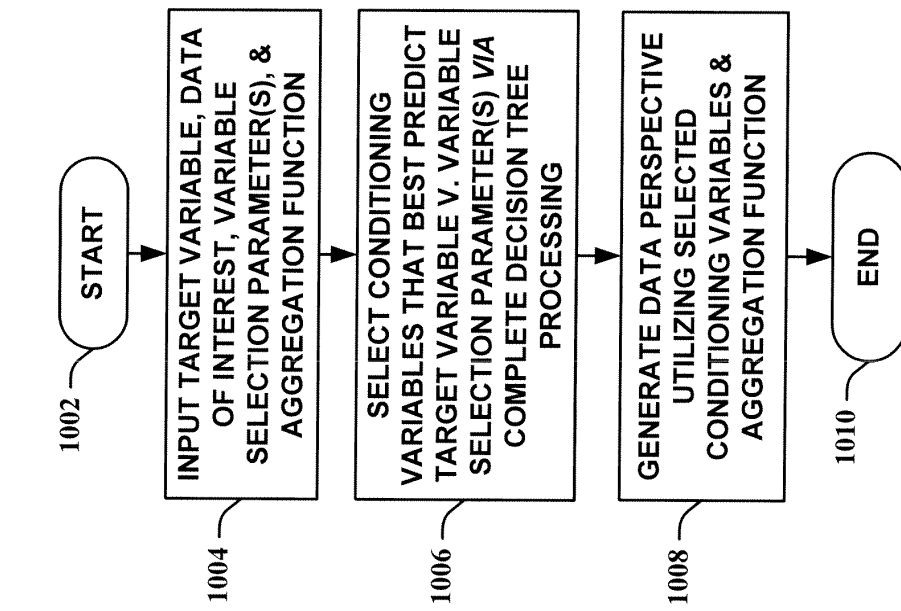 START
1002
INPUT TARGET VARIABLE, DATA
OF INTEREST, VARIABLE
SELECTION PARAMETER(S), &
AGGREGATION FUNCTION
1004
SELECT CONDITIONING
VARIABLES THAT BEST PREDICT
TARGET VARIABLE V. VARIABLE
SELECTION PARAMETER(S) VIA
COMPLETE DECISION TREE
PROCESSING
1006
GENERATE DATA PERSPECTIVE
UTILIZING SELECTED
CONDITIONING VARIABLES &
AGGREGATION FUNCTION
1008
END
1010